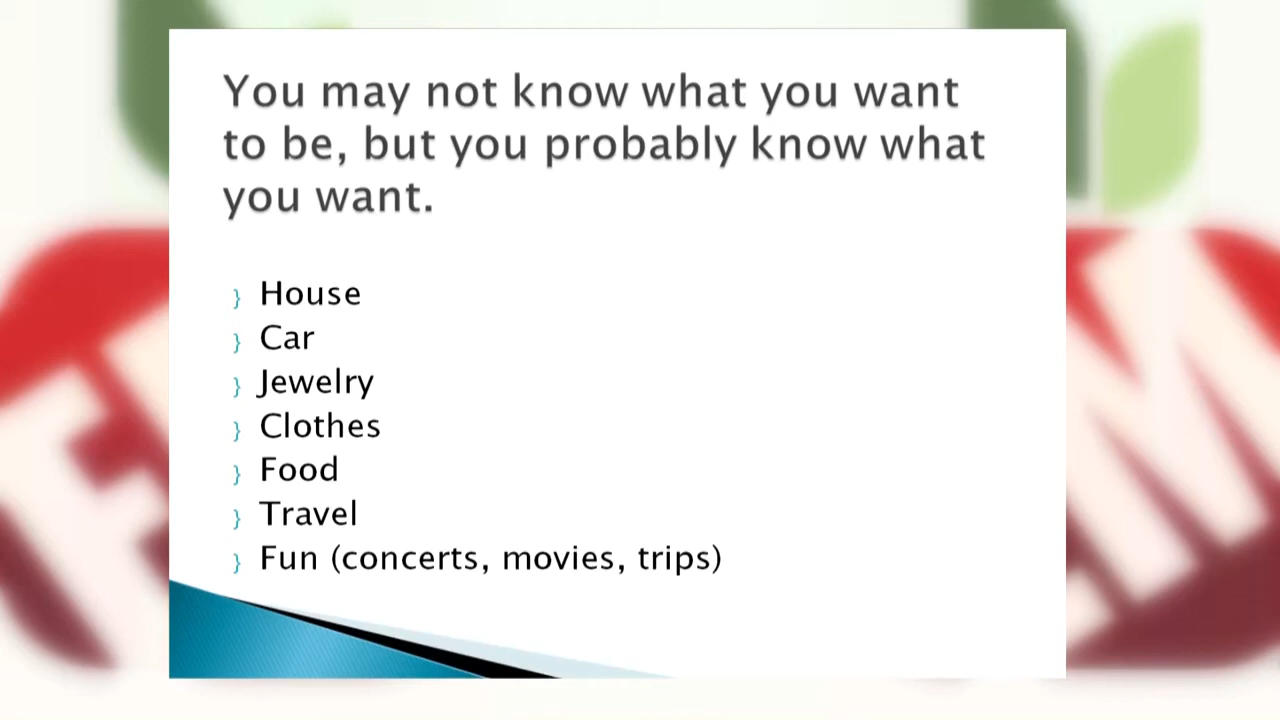 You may not know what you want
to be, but you probably know what
you want.
} House
} Car
} Jewelry
} Clothes
} Food
} Travel
} Fun (concerts, movies, trips)